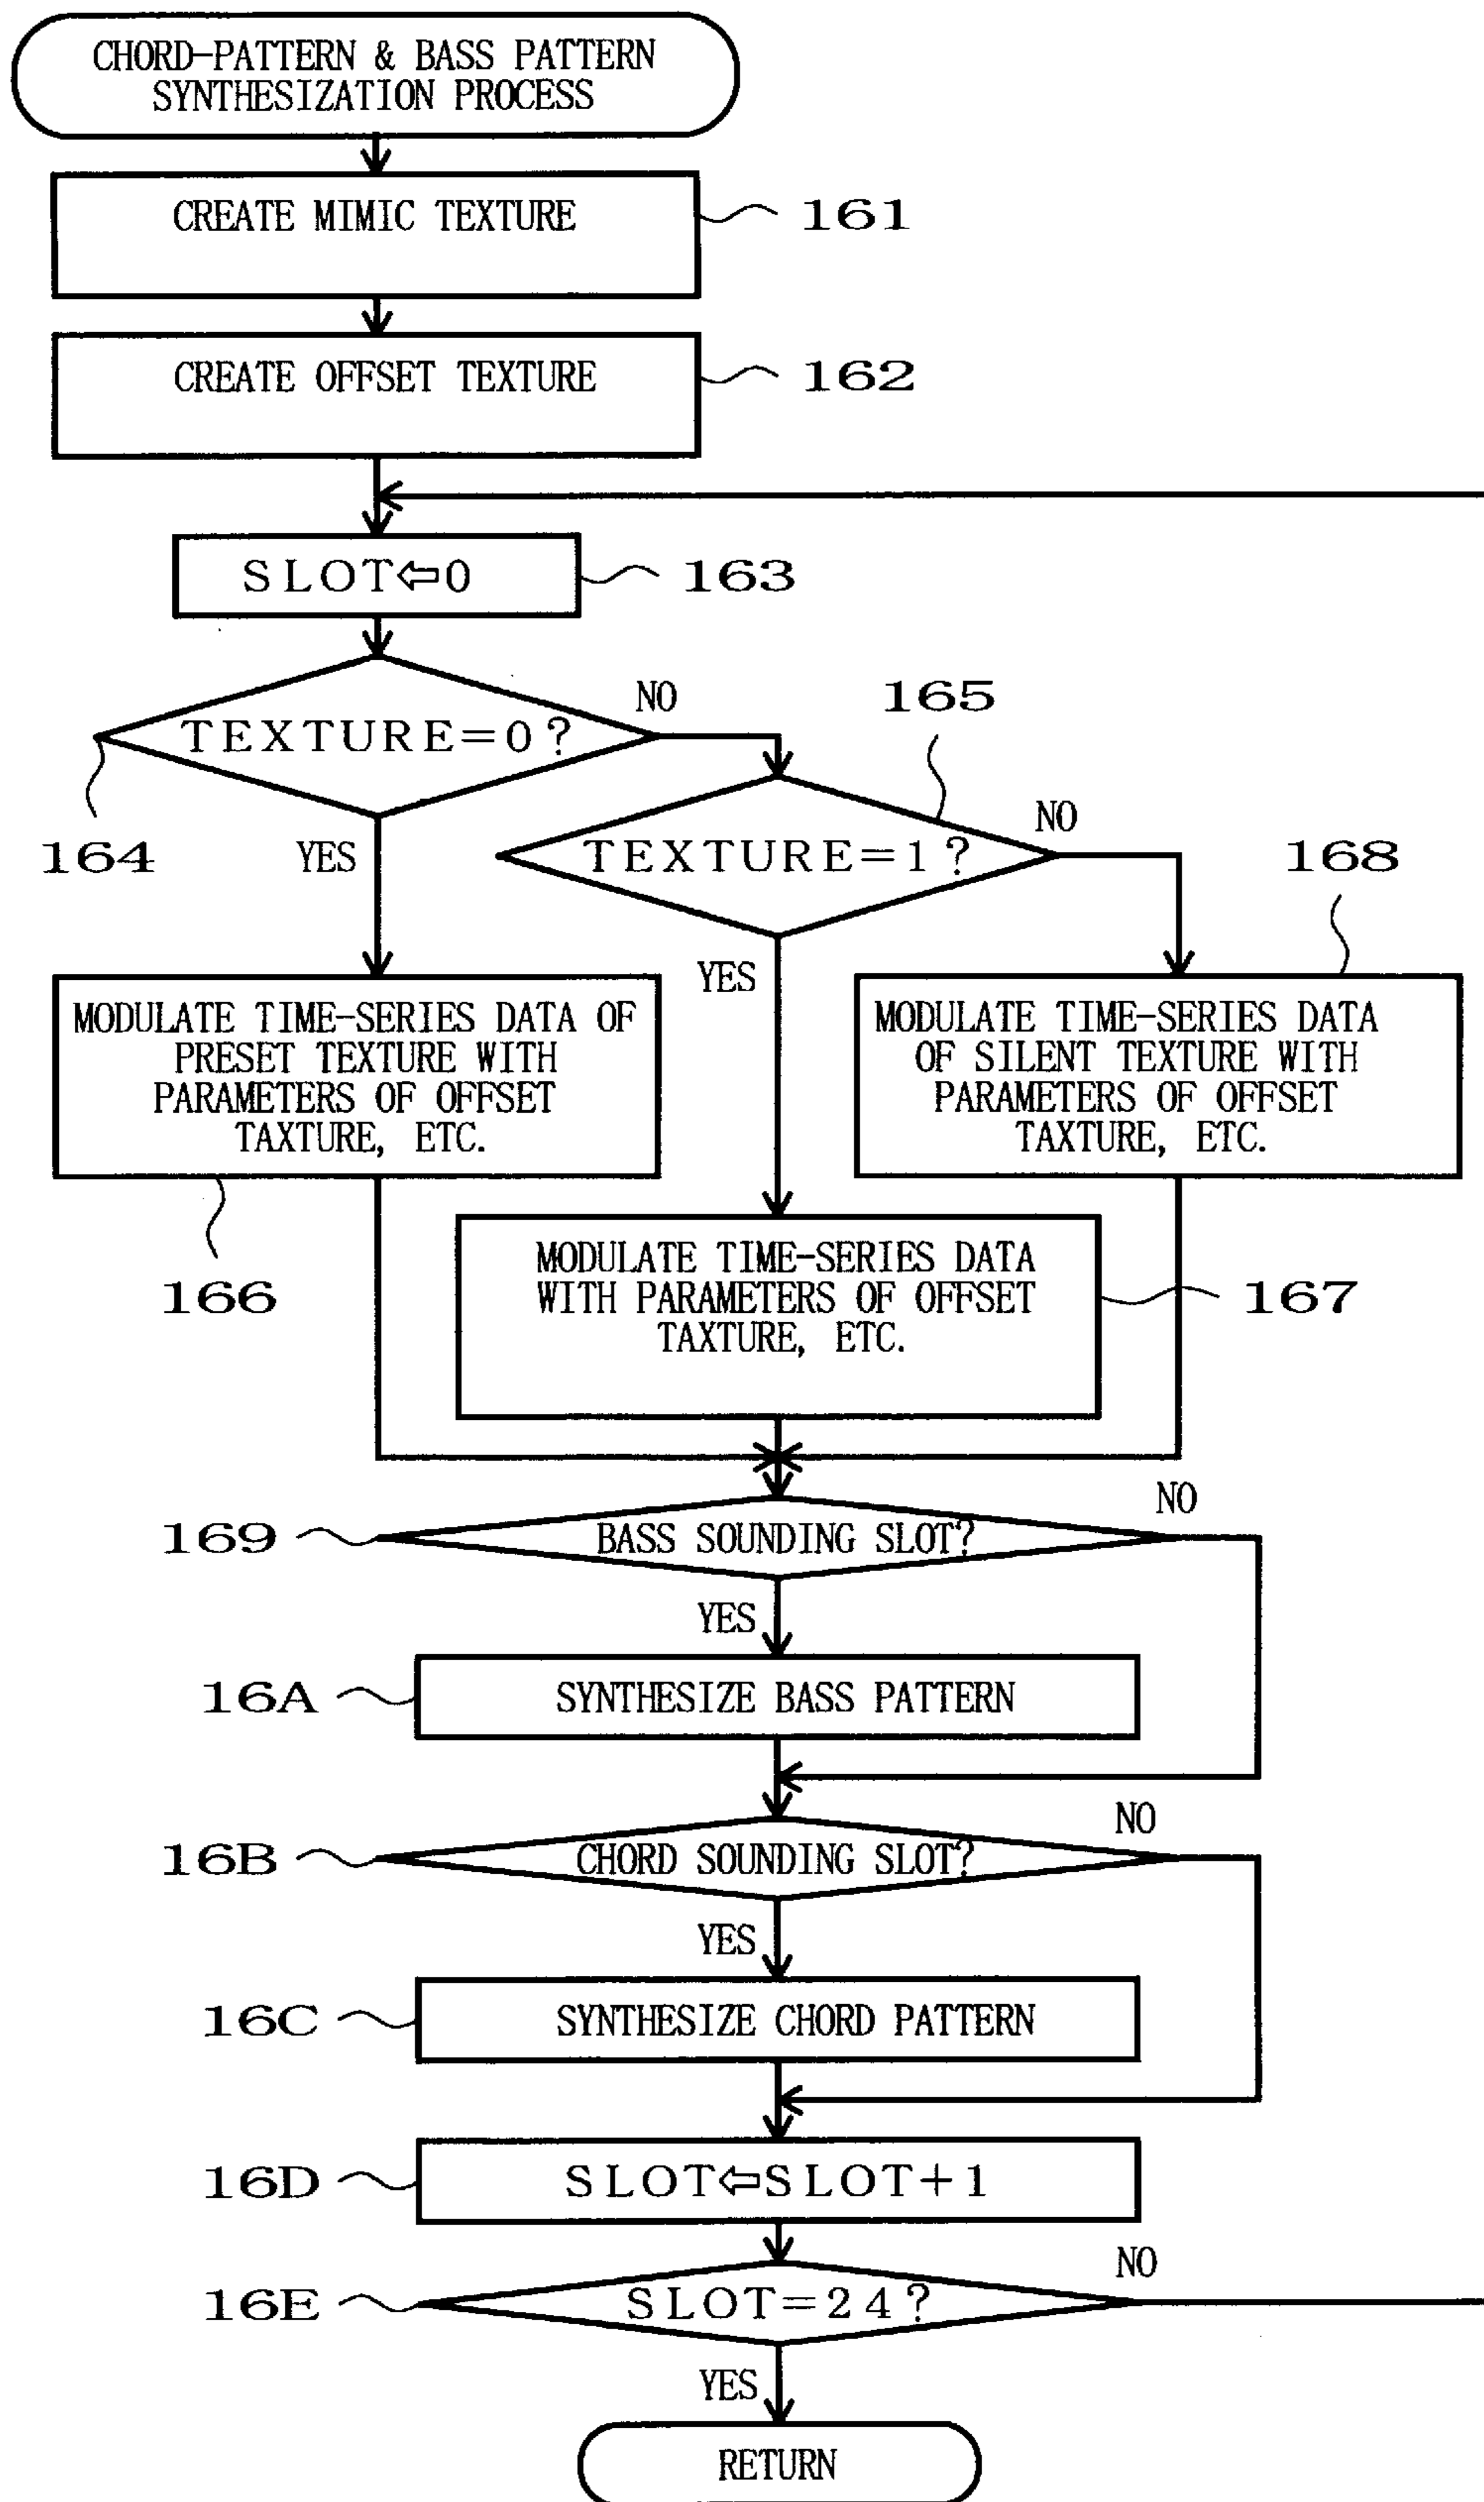 CHORD-PATTERN & BASS PATTERN
SYNTHESIZATION PROCESS
CREATE MIMIC TEXTURE
161
CREATE OFFSET TEXTURE
162
SLOT⇦0
163
TEXTURE=0?
NO
165
164
YES
TEXTURE=1?
NO
168
YES
MODULATE TIME-SERIES DATA OF
PRESET TEXTURE WITH
PARAMETERS OF OFFSET
TAXTURE, ETC.
MODULATE TIME-SERIES DATA
OF SILENT TEXTURE WITH
PARAMETERS OF OFFSET
TAXTURE, ETC.
166
MODULATE TIME-SERIES DATA
WITH PARAMETERS OF OFFSET
TAXTURE, ETC.
167
169
BASS SOUNDING SLOT?
NO
YES
16A
SYNTHESIZE BASS PATTERN
16B
CHORD SOUNDING SLOT?
NO
YES
16C
SYNTHESIZE CHORD PATTERN
16D
SLOT⇦SLOT+1
16E
SLOT=24?
NO
YES
RETURN